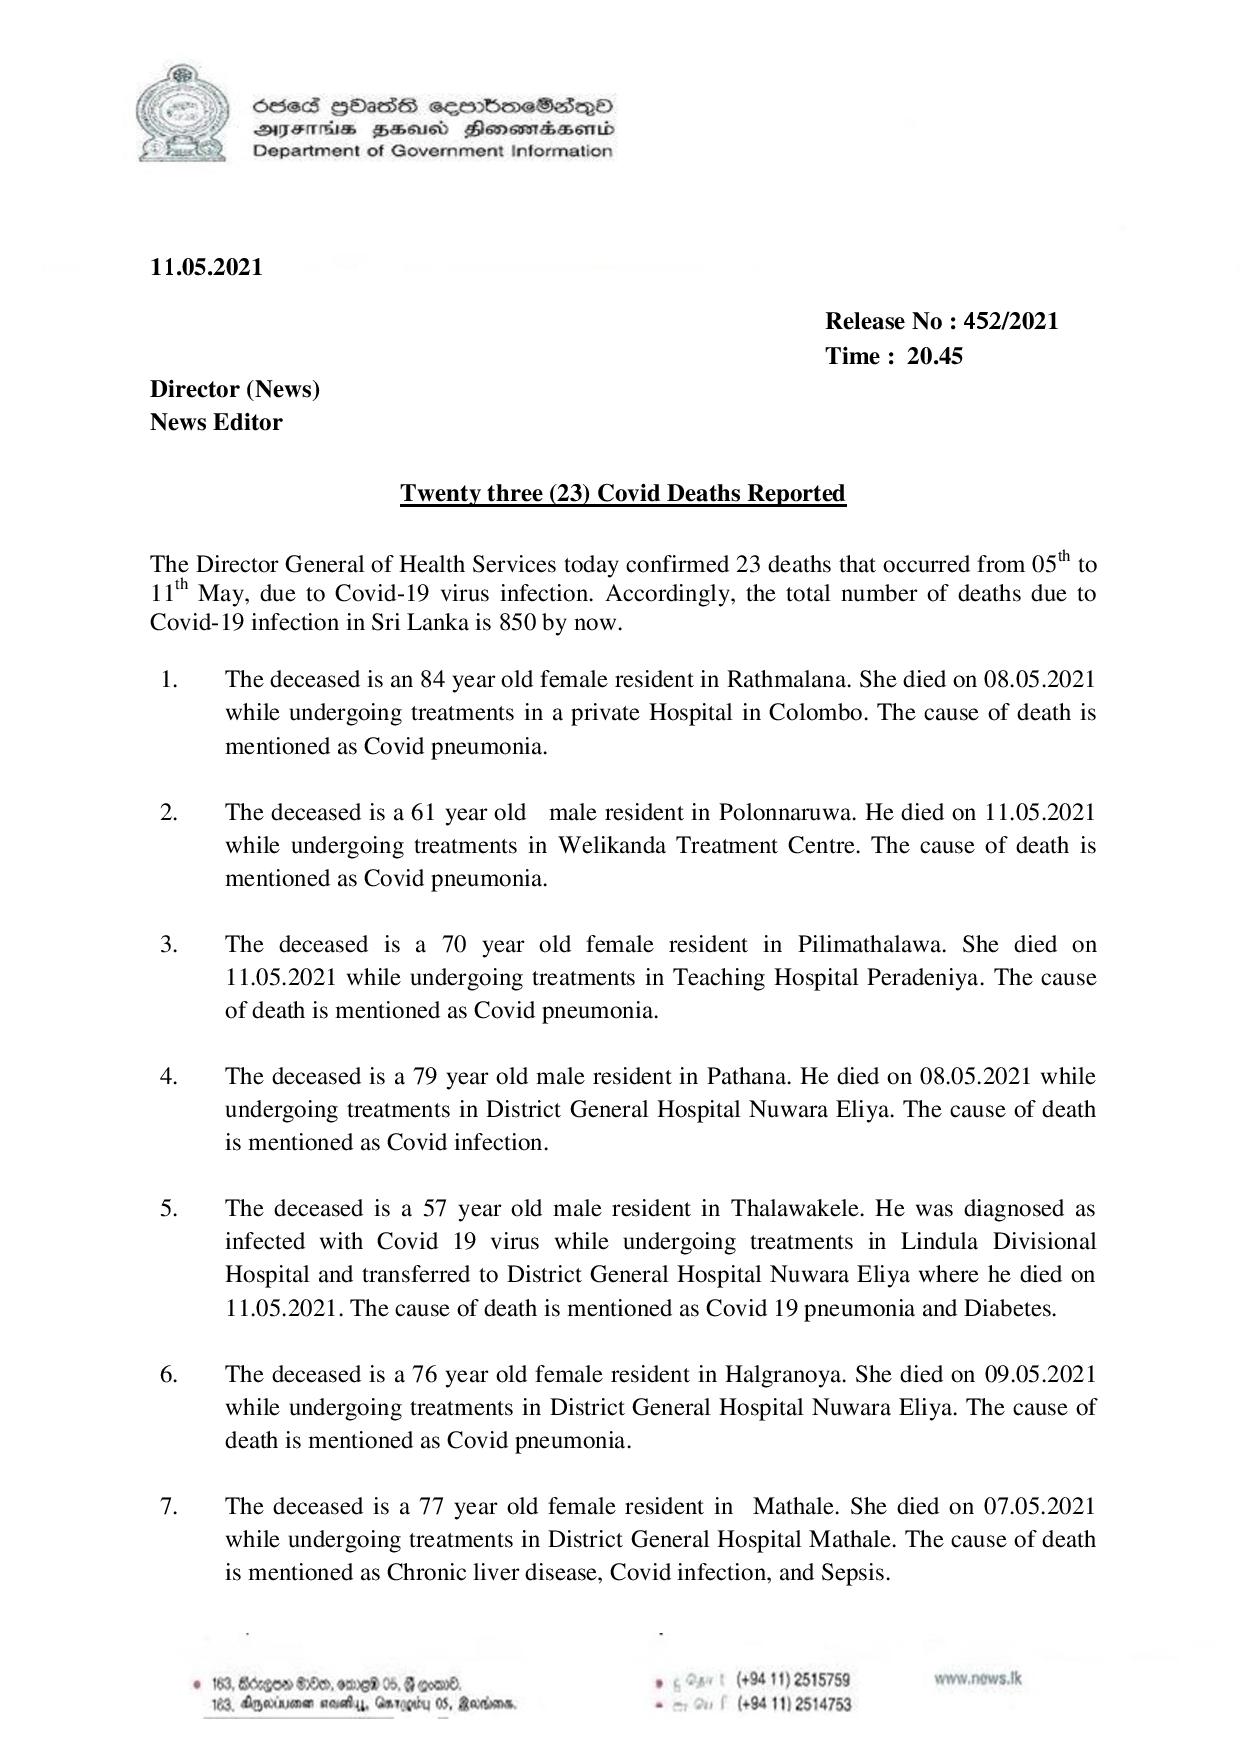 රජයේ ප්‍රවෘත්ති දෙපාර්තමේන්තුව
அரசாங்க தகவல் திணைக்களம்
Department of Government Information
11.05.2021
Release No : 452/2021
Time : 20.45
Director (News)
News Editor
Twenty three (23) Covid Deaths Reported
The Director General of Health Services today confirmed 23 deaths that occurred from 05th to
11th May, due to Covid-19 virus infection. Accordingly, the total number of deaths due to
Covid-19 infection in Sri Lanka is 850 by now.
1. The deceased is an 84 year old female resident in Rathmalana. She died on 08.05.2021
while undergoing treatments in a private Hospital in Colombo. The cause of death is
mentioned as Covid pneumonia.
2. The deceased is a 61 year old male resident in Polonnaruwa. He died on 11.05.2021
while undergoing treatments in Welikanda Treatment Centre. The cause of death is
mentioned as Covid pneumonia.
3. The deceased is a 70 year old female resident in Pilimathalawa. She died on
11.05.2021 while undergoing treatments in Teaching Hospital Peradeniya. The cause
of death is mentioned as Covid pneumonia.
4. The deceased is a 79 year old male resident in Pathana. He died on 08.05.2021 while
undergoing treatments in District General Hospital Nuwara Eliya. The cause of death
is mentioned as Covid infection.
5. The deceased is a 57 year old male resident in Thalawakele. He was diagnosed as
infected with Covid 19 virus while undergoing treatments in Lindula Divisional
Hospital and transferred to District General Hospital Nuwara Eliya where he died on
11.05.2021. The cause of death is mentioned as Covid 19 pneumonia and Diabetes.
6. The deceased is a 76 year old female resident in Halgranoya. She died on 09.05.2021
while undergoing treatments in District General Hospital Nuwara Eliya. The cause of
death is mentioned as Covid pneumonia.
7. The deceased is a 77 year old female resident in Mathale. She died on 07.05.2021
while undergoing treatments in District General Hospital Mathale. The cause of death
is mentioned as Chronic liver disease, Covid infection, and Sepsis.
163, කිරුලපන මාවත, කොළඹ 05, ශ්‍රී ලංකාව.
163, கிருலப்பனை எவனியூ, கொழும்பு 05, இலங்கை.
(+94 11) 2515759
(+94 11) 2514753
www.news.lk